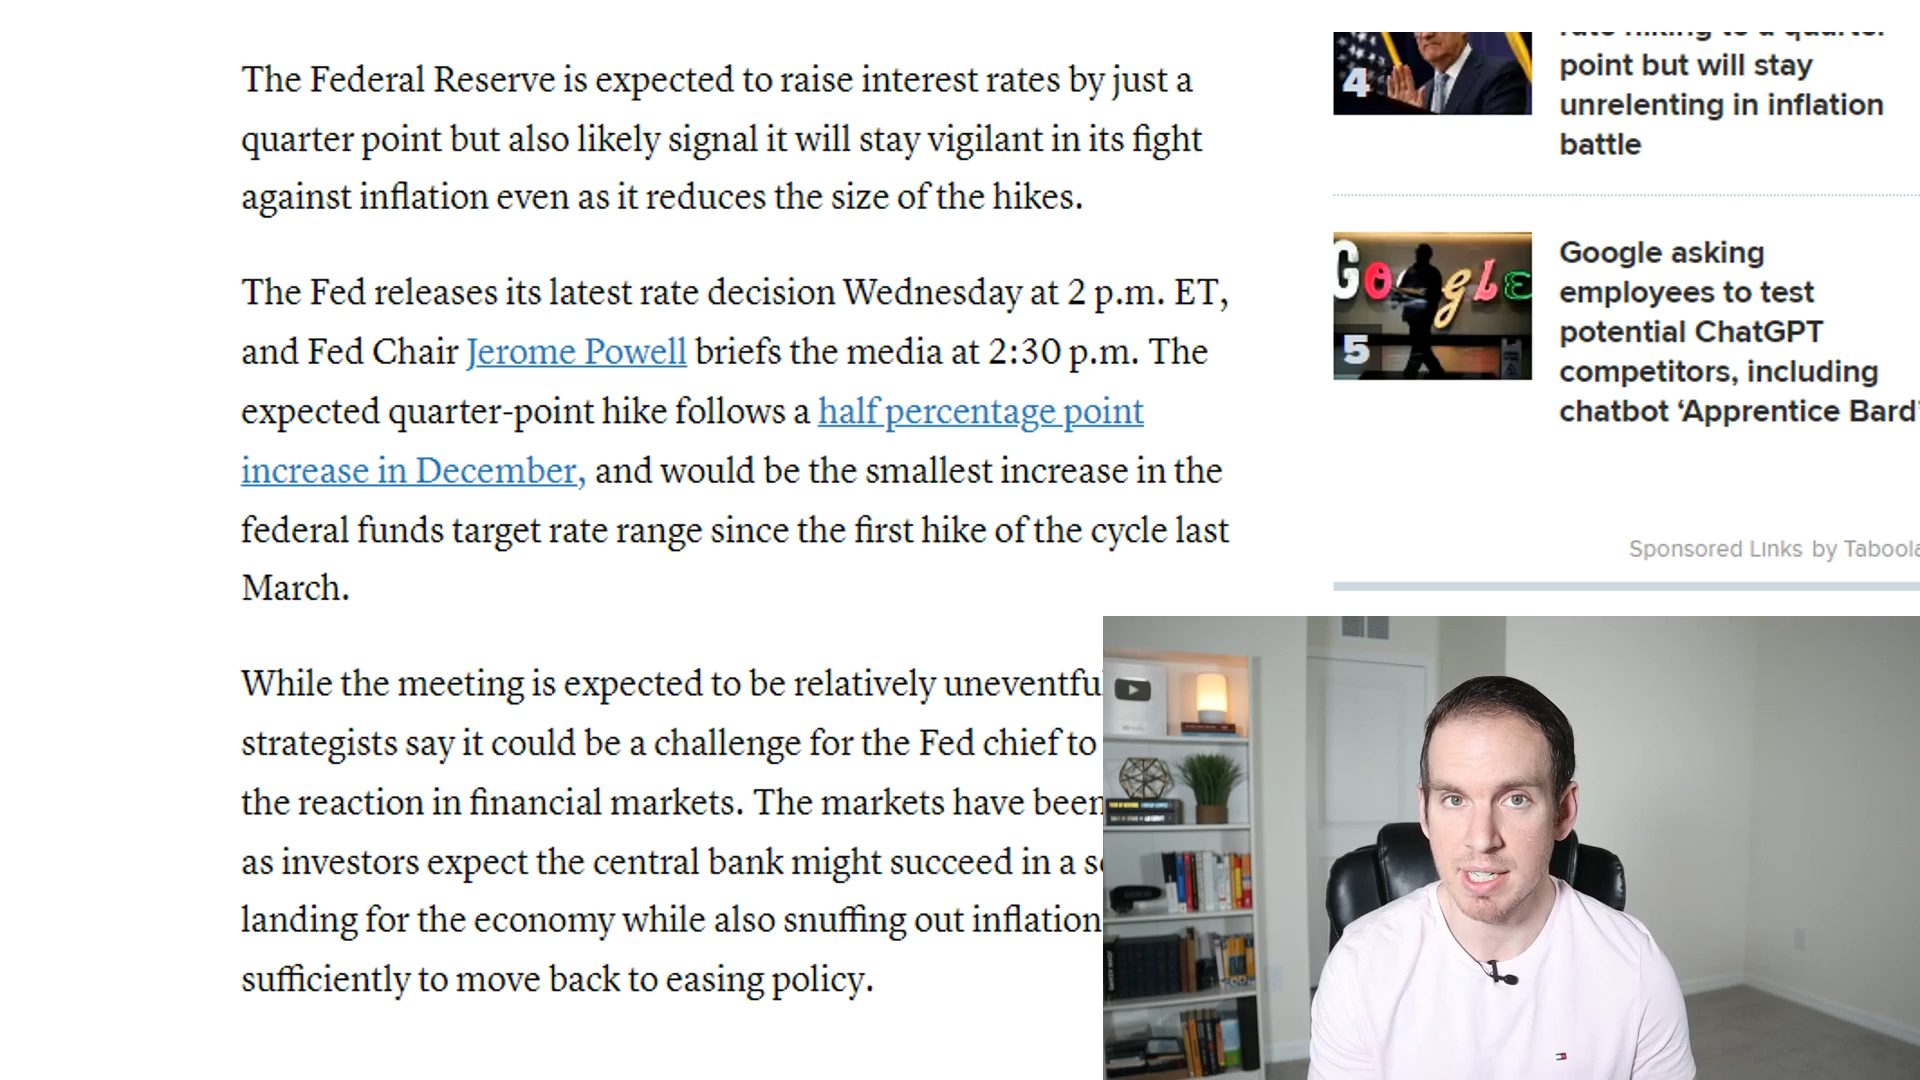 The Federal Reserve is expected to raise interest rates by just a
quarter point but also likely signal it will stay vigilant in its fight
against inflation even as it reduces the size of the hikes.
The Fed releases its latest rate decision Wednesday at 2 p.m. ET,
and Fed Chair Jerome Powell briefs the media at 2:30 p.m. The
expected quarter-point hike follows a half percentage point
increase in December, and would be the smallest increase in the
federal funds target rate range since the first hike of the cycle last
March.
While the meeting is expected to be relatively
strategists say it could be a challenge for the Fed chief to
the reaction in financial markets. The markets have been
as investors expect the central bank might succeed in a
landing for the economy while also snuffing out inflation
sufficiently to move back to easing policy.
4
rate hiking to a quarter
point but will stay
unrelenting in inflation
battle
Google
5
Google asking
employees to test
potential ChatGPT
competitors, including
chatbot ‘Apprentice Bard’
Sponsored Links by Taboola